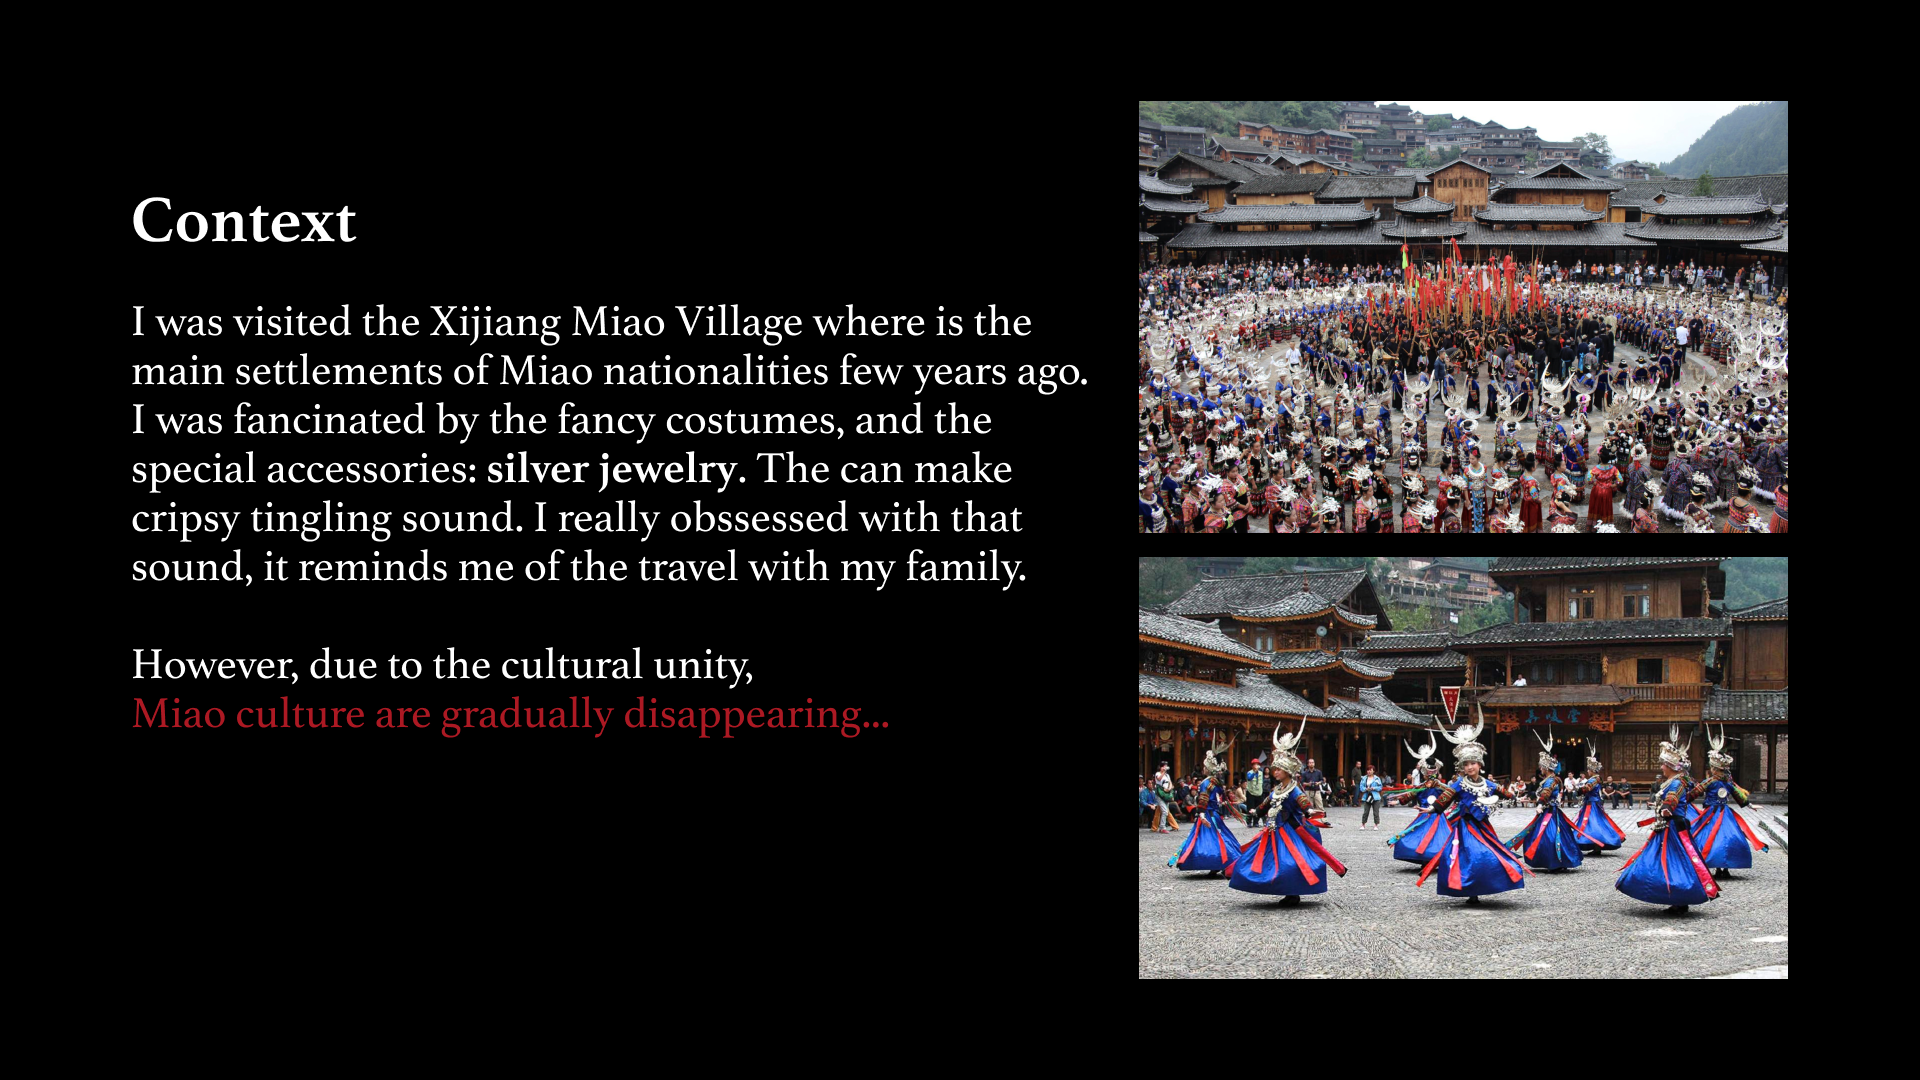 Context
I was visited the Xijiang Miao Village where is the
main settlements of Miao nationalities few years ago.
I was fancinated by the fancy costumes, and the
special accessories: silver jewelry. The can make
cripsy tingling sound. I really obssessed with that
sound, it reminds me of the travel with my family.
However, due to the cultural unity,
Miao culture are gradually disappearing...